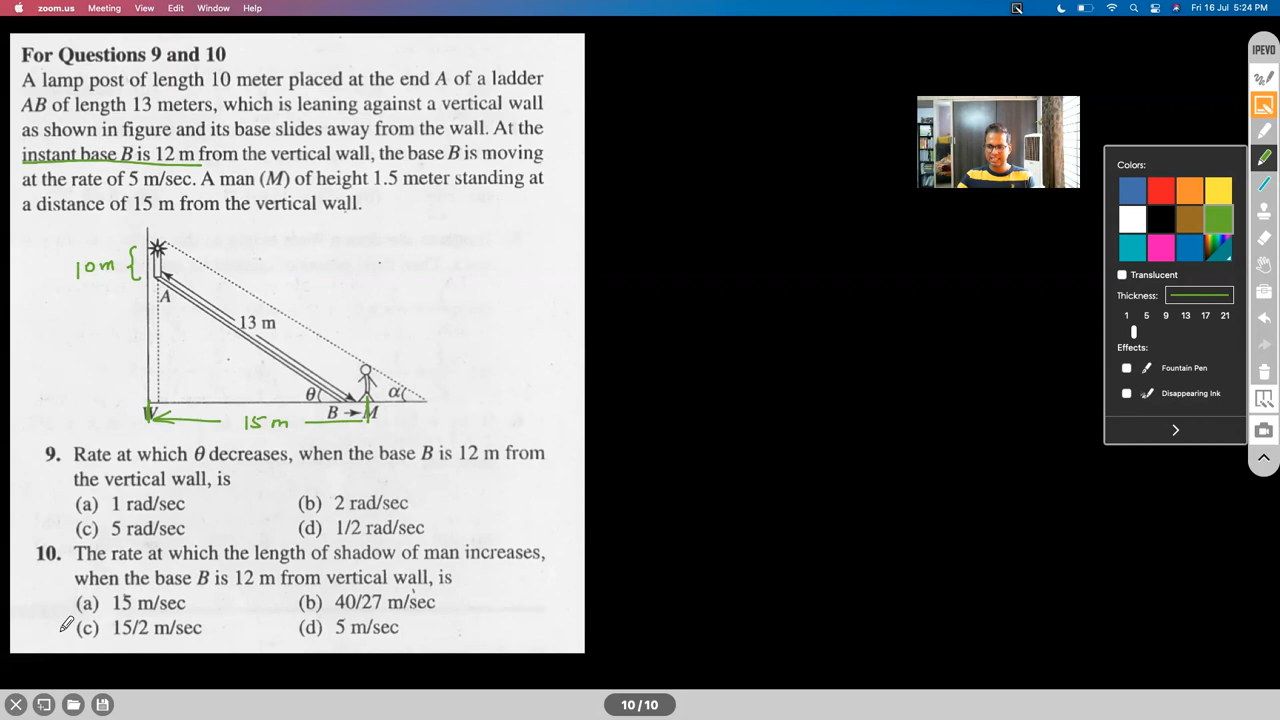 zoom.us Meeting View Edit Window Help Fri 16 Jul 5:24 PM
For Questions 9 and 10
A lamp post of length 10 meter placed at the end A of a ladder
AB of length 13 meters, which is leaning against a vertical wall
as shown in figure and its base slides away from the wall. At the
instant base B is 12 m from the vertical wall, the base B is moving
at the rate of 5 m/sec. A man (M) of height 1.5 meter standing at
a distance of 15 m from the vertical wall.
10m
A
13 m
θ
α
W
B
M
15 m
9. Rate at which θ decreases, when the base B is 12 m from
the vertical wall, is
(a) 1 rad/sec (b) 2 rad/sec
(c) 5 rad/sec (d) 1/2 rad/sec
10. The rate at which the length of shadow of man increases,
when the base B is 12 m from vertical wall, is
(a) 15 m/sec (b) 40/27 m/sec
(c) 15/2 m/sec (d) 5 m/sec
IPEVO
Colors:
Translucent
Thickness:
1 5 9 13 17 21
Effects:
Fountain Pen
Disappearing Ink
10 / 10